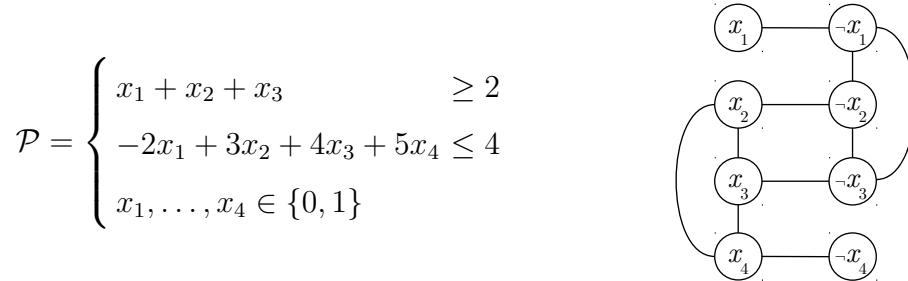 x₁ + x₂ + x₃ ≥ 2
𝒫 = { −2x₁ + 3x₂ + 4x₃ + 5x₄ ≤ 4
x₁, …, x₄ ∈ {0, 1}
x₁ ¬x₁
x₂ ¬x₂
x₃ ¬x₃
x₄ ¬x₄